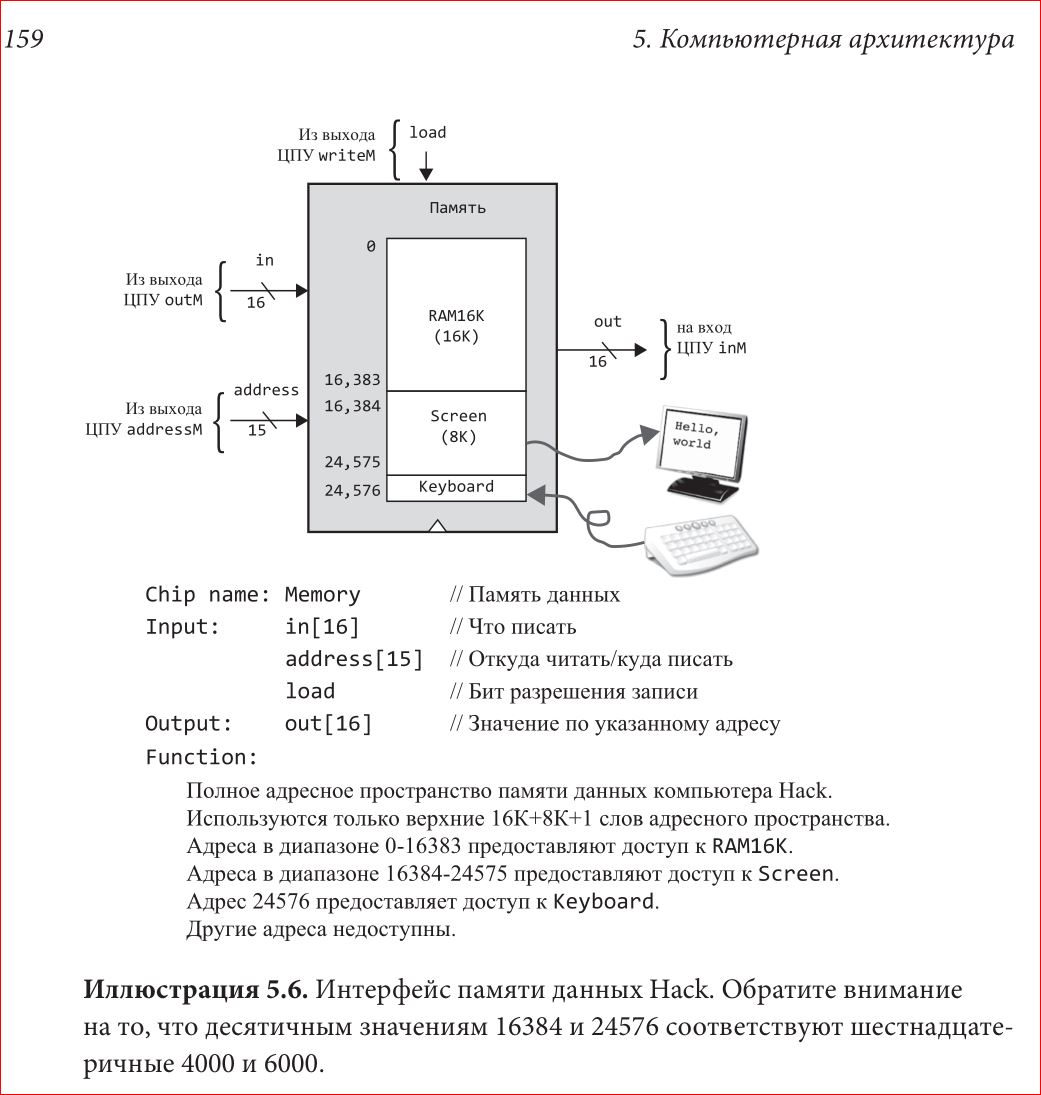 159
5. Компьютерная архитектура
Из выхода
ЦПУ writeM
load
Память
0
in
Из выхода
ЦПУ outM
16
RAM16K
(16K)
out
на вход
ЦПУ inM
16
16,383
address
16,384
Из выхода
ЦПУ addressM
15
Screen
(8K)
Hello,
world
24,575
24,576
Keyboard
Chip name: Memory // Память данных
Input: in[16] // Что писать
address[15] // Откуда читать/куда писать
load // Бит разрешения записи
Output: out[16] // Значение по указанному адресу
Function:
Полное адресное пространство памяти данных компьютера Hack.
Используются только верхние 16K+8K+1 слов адресного пространства.
Адреса в диапазоне 0-16383 предоставляют доступ к RAM16K.
Адреса в диапазоне 16384-24575 предоставляют доступ к Screen.
Адрес 24576 предоставляет доступ к Keyboard.
Другие адреса недоступны.
Иллюстрация 5.6. Интерфейс памяти данных Hack. Обратите внимание
на то, что десятичным значениям 16384 и 24576 соответствуют шестнадцате-
ричные 4000 и 6000.